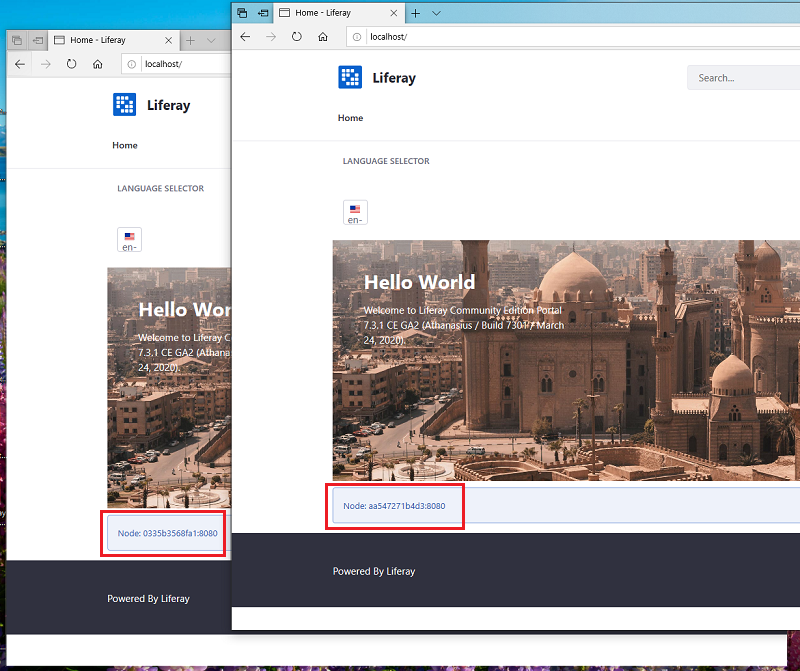 Home - Liferay
localhost/
Liferay
Search...
Home
LANGUAGE SELECTOR
en-
Hello World
Welcome to Liferay Community Edition Portal
7.3.1 CE GA2 (Athanasius / Build 7301 / March
24, 2020).
Node: aa547271b4d3:8080
Powered By Liferay
Home - Liferay
localhost/
Liferay
Home
LANGUAGE SELECTOR
en-
Hello Wor
Welcome to Liferay C
7.3.1 CE GA2 (Athana
24, 2020).
Node: 0335b3568fa1:8080
Powered By Liferay